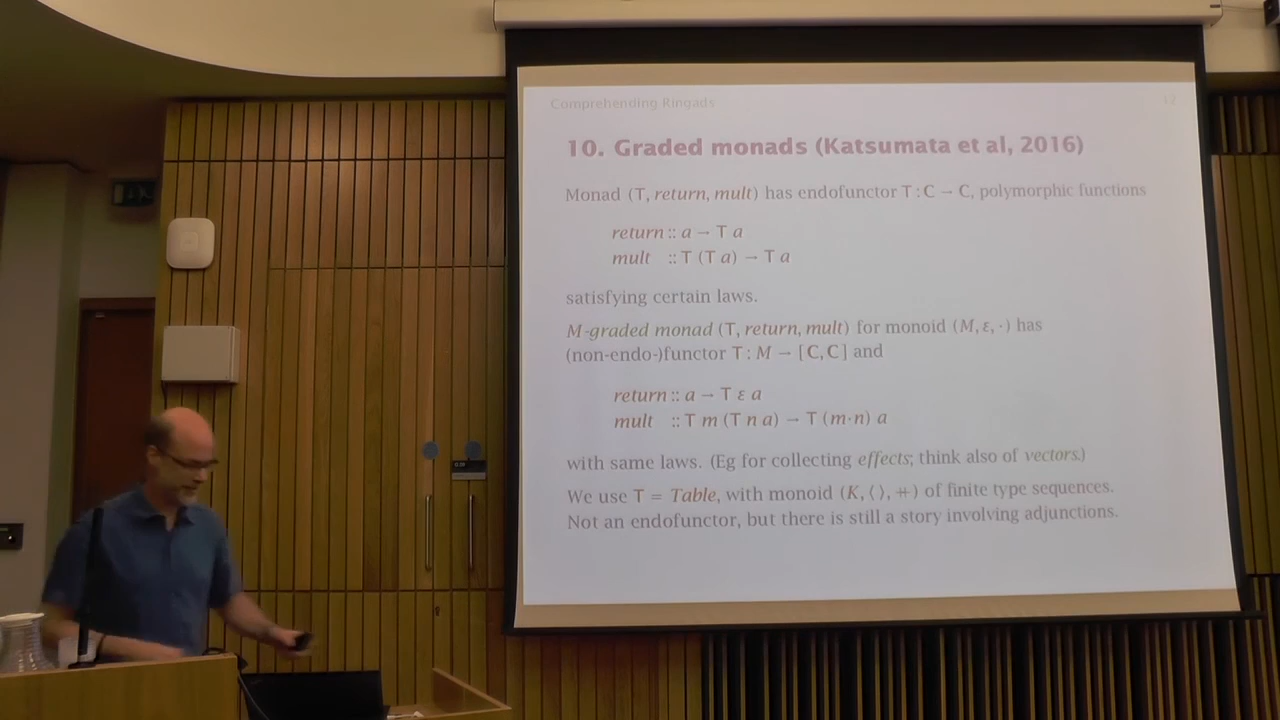 Comprehending Ringads 12
10. Graded monads (Katsumata et al, 2016)
Monad (T, return, mult) has endofunctor T : C → C, polymorphic functions
return :: a → T a
mult :: T (T a) → T a
satisfying certain laws.
M-graded monad (T, return, mult) for monoid (M, ε, ·) has
(non-endo-)functor T : M → [C, C] and
return :: a → T ε a
mult :: T m (T n a) → T (m·n) a
with same laws. (Eg for collecting effects; think also of vectors.)
We use T = Table, with monoid (K, ⟨⟩, ++) of finite type sequences.
Not an endofunctor, but there is still a story involving adjunctions.